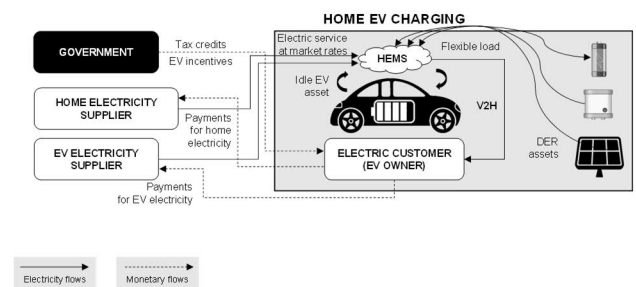 HOME EV CHARGING
GOVERNMENT
Tax credits
EV incentives
Electric service
at market rates
HEMS
Flexible load
Idle EV
asset
HOME ELECTRICITY
SUPPLIER
Payments
for home
electricity
V2H
EV ELECTRICITY
SUPPLIER
ELECTRIC CUSTOMER
(EV OWNER)
DER
assets
Payments
for EV electricity
Electricity flows
Monetary flows